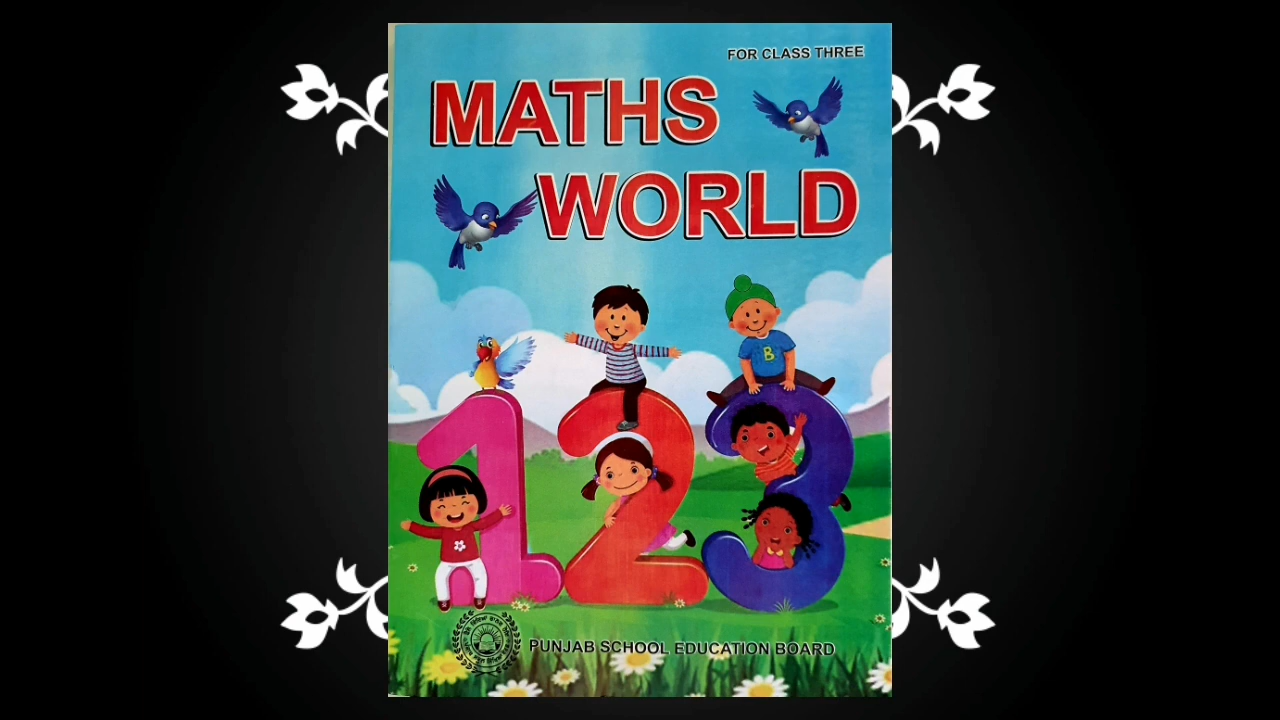 FOR CLASS THREE
MATHS
WORLD
B
PUNJAB SCHOOL EDUCATION BOARD